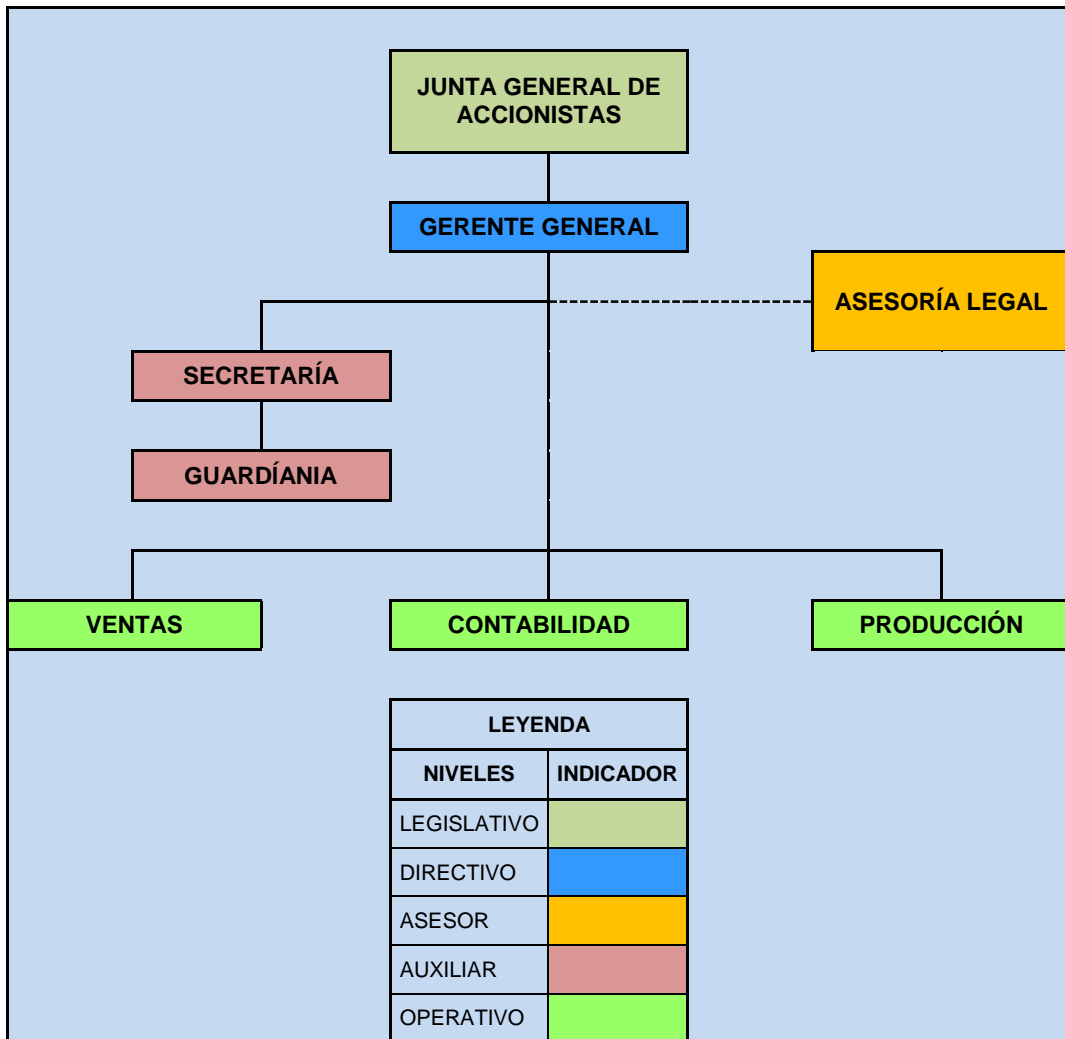 JUNTA GENERAL DE
ACCIONISTAS
GERENTE GENERAL
ASESORÍA LEGAL
SECRETARÍA
GUARDÍANIA
VENTAS
CONTABILIDAD
PRODUCCIÓN
LEYENDA
NIVELES INDICADOR
LEGISLATIVO
DIRECTIVO
ASESOR
AUXILIAR
OPERATIVO